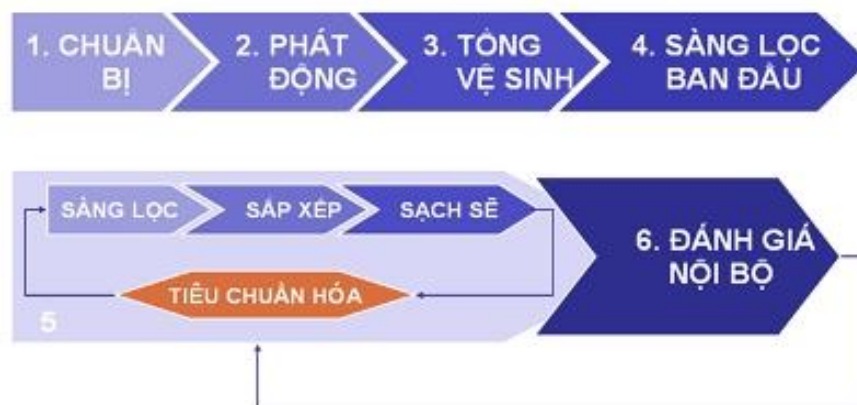 1. CHUẨN
BỊ
2. PHÁT
ĐỘNG
3. TỔNG
VỆ SINH
4. SÀNG LỌC
BAN ĐẦU
SÀNG LỌC
SẮP XẾP
SẠCH SẼ
TIÊU CHUẨN HÓA
5
6. ĐÁNH GIÁ
NỘI BỘ